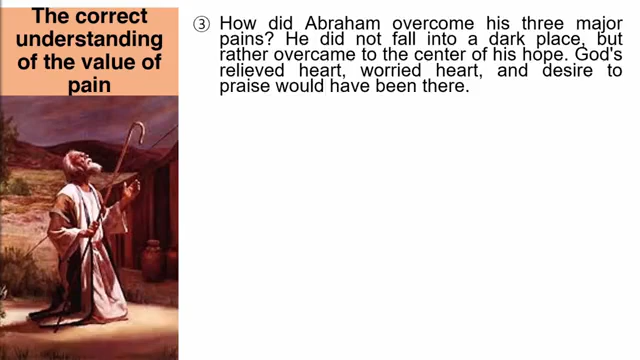 The correct
understanding
of the value of
pain
③ How did Abraham overcome his three major
pains? He did not fall into a dark place, but
rather overcame to the center of his hope. God's
relieved heart, worried heart, and desire to
praise would have been there.